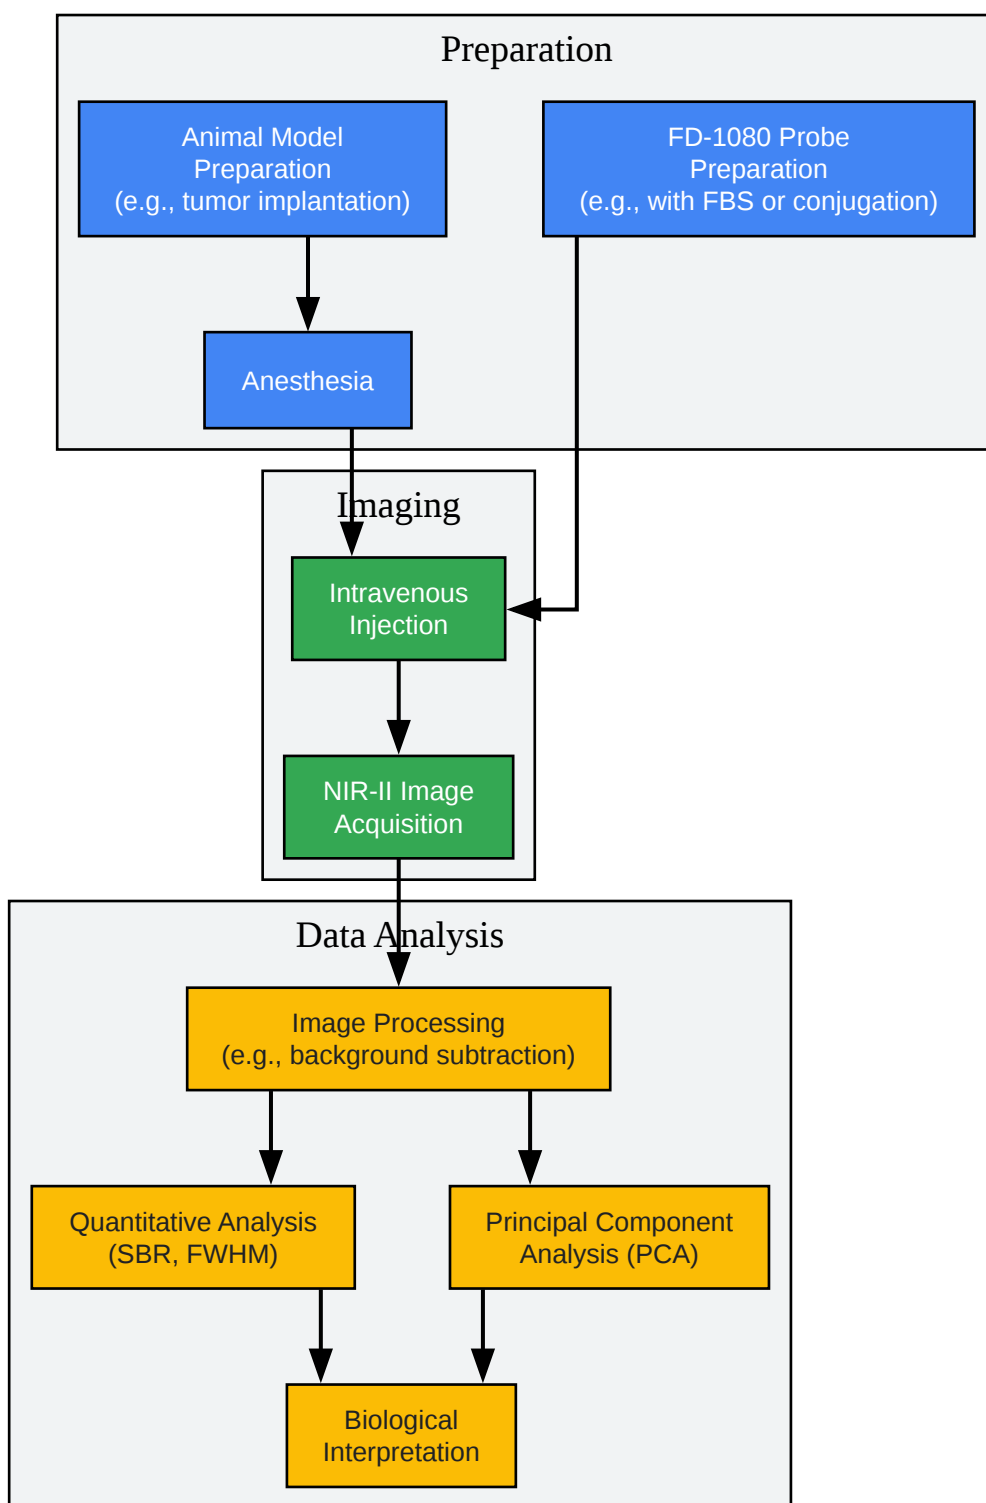 Preparation
Animal Model
Preparation
(e.g., tumor implantation)
FD-1080 Probe
Preparation
(e.g., with FBS or conjugation)
Anesthesia
Imaging
Intravenous
Injection
NIR-II Image
Acquisition
Data Analysis
Image Processing
(e.g., background subtraction)
Quantitative Analysis
(SBR, FWHM)
Principal Component
Analysis (PCA)
Biological
Interpretation